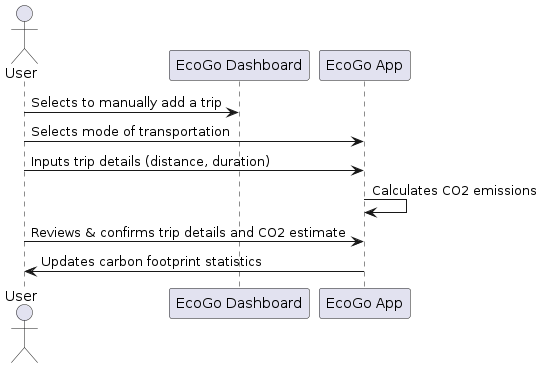 User
EcoGo Dashboard
EcoGo App
Selects to manually add a trip
Selects mode of transportation
Inputs trip details (distance, duration)
Calculates CO2 emissions
Reviews & confirms trip details and CO2 estimate
Updates carbon footprint statistics
User
EcoGo Dashboard
EcoGo App